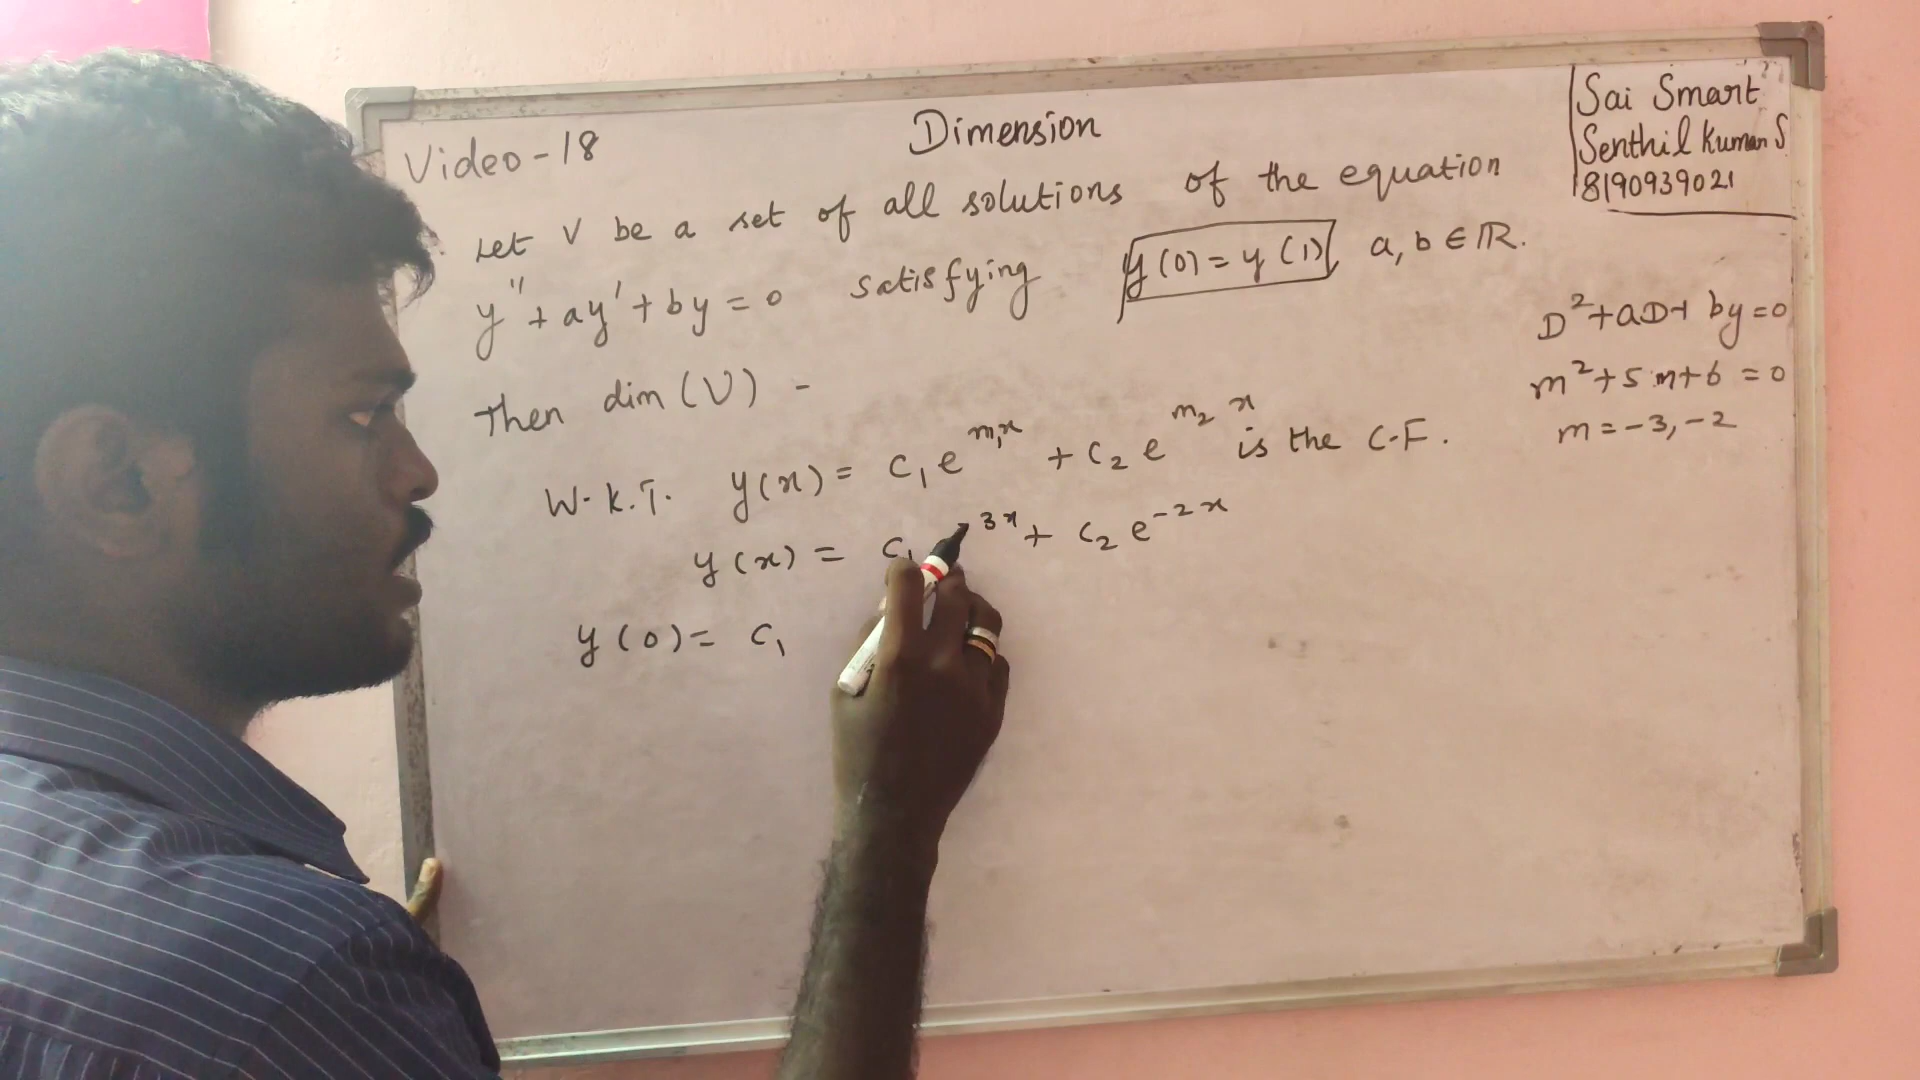 Video-18
Dimension
Sai Smart
Senthil Kumar S
8190939021
Let V be a set of all solutions of the equation
y'' + ay' + by = 0 satisfying y(0) = y(1), a, b ∈ ℝ.
Then dim(V) -
D² + aD + by = 0
m² + 5m + 6 = 0
m = -3, -2
W.K.T. y(x) = c₁e^{m₁x} + c₂e^{m₂x} is the C.F.
y(x) = c₁ ^{3x} + c₂e^{-2x}
y(0) = c₁